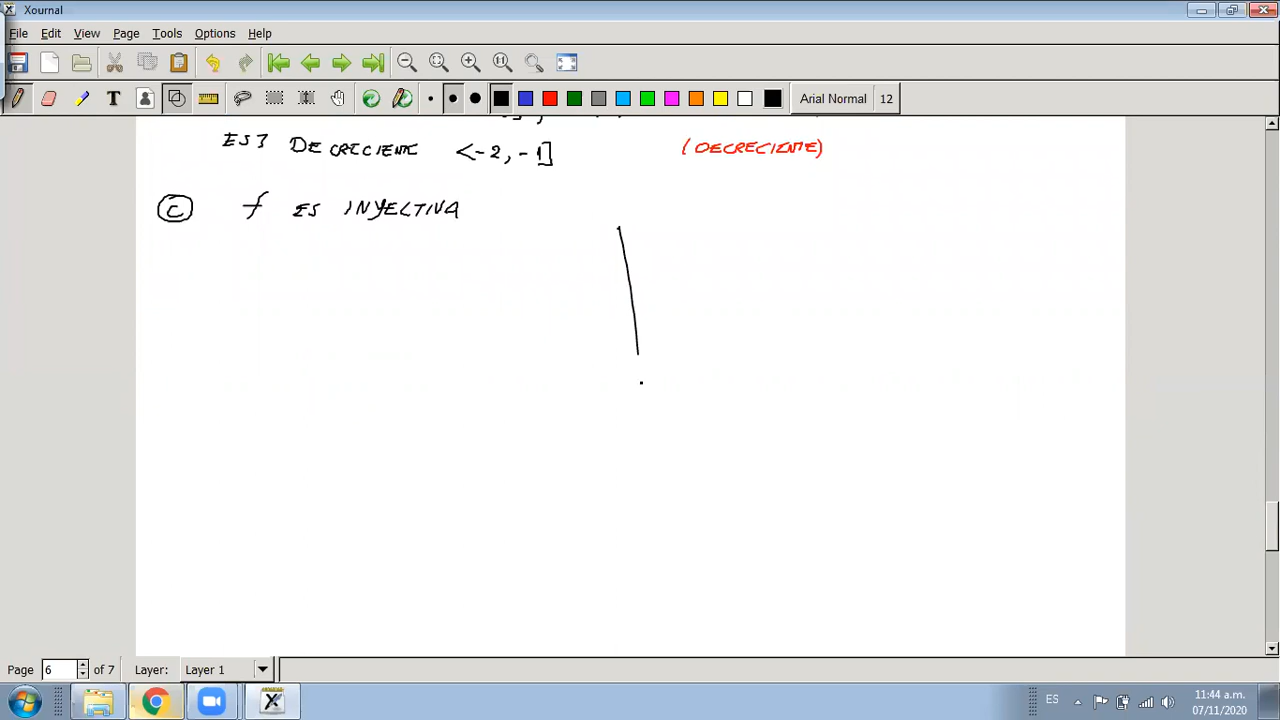 Xournal
File Edit View Page Tools Options Help
Arial Normal 12
ES DECRECIENTE <-2, -1] (DECRECIENTE)
C f ES INYECTIVA
Page 6 of 7 Layer: Layer 1
ES 11:44 a.m.
07/11/2020